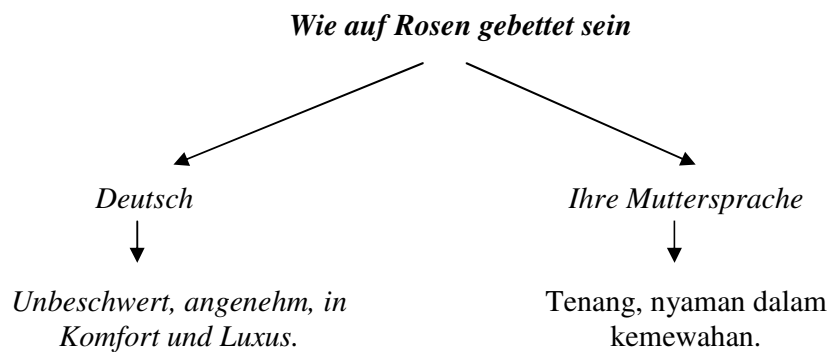 Wie auf Rosen gebettet sein
Deutsch
Ihre Muttersprache
Unbeschwert, angenehm, in
Komfort und Luxus.
Tenang, nyaman dalam
kemewahan.